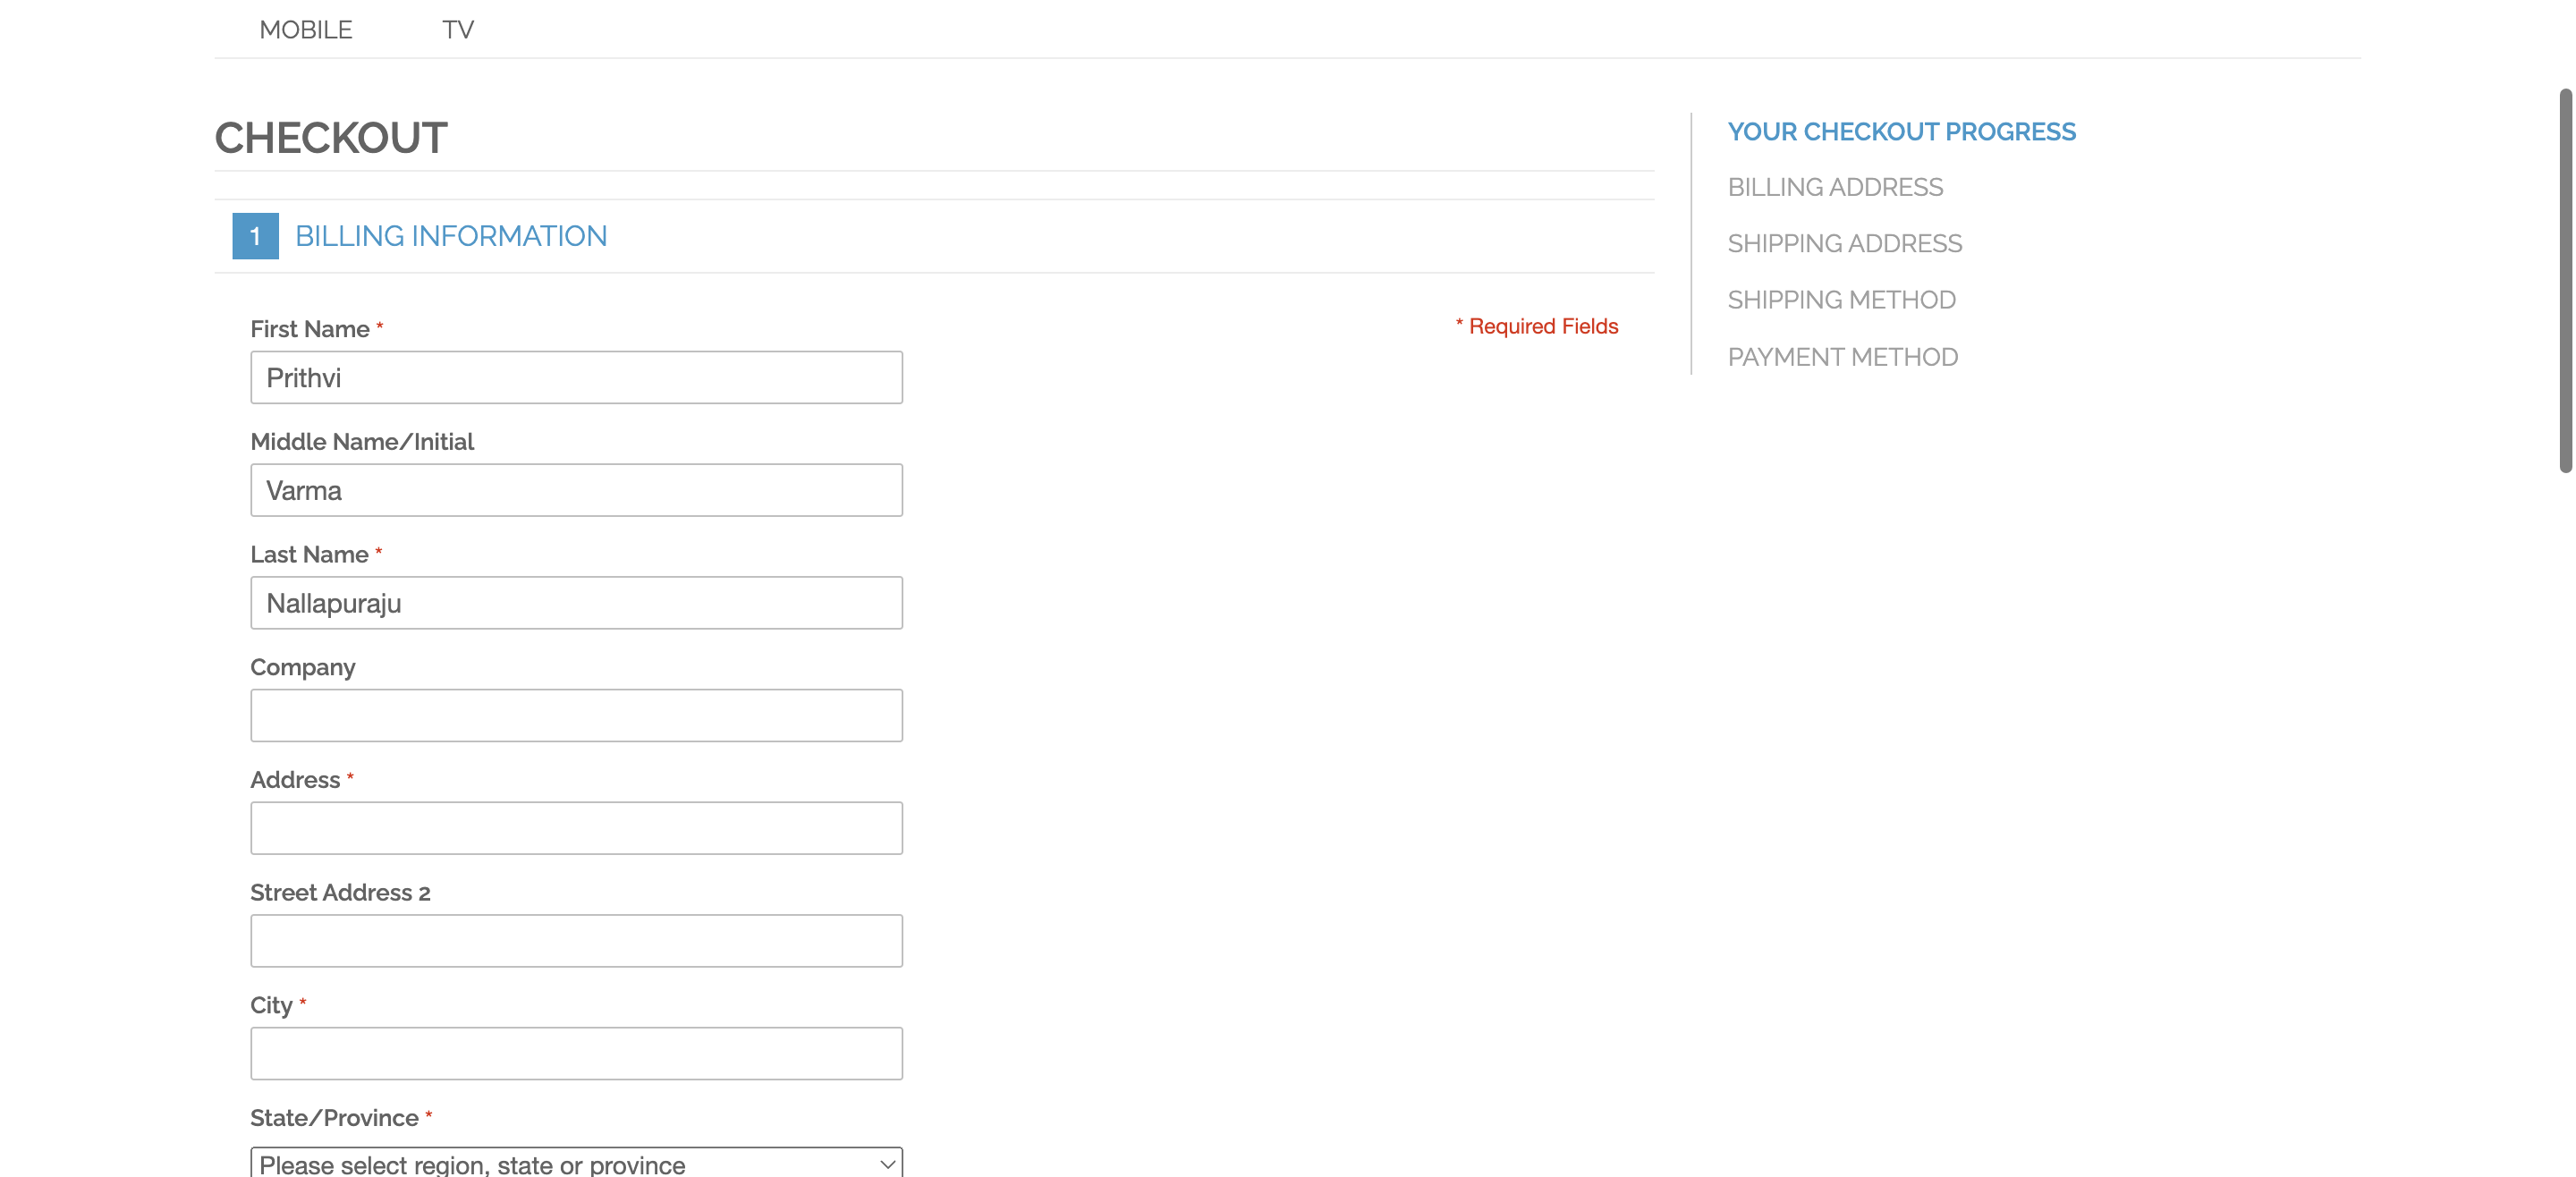 MOBILE TV
CHECKOUT
1 BILLING INFORMATION
First Name *
* Required Fields
Prithvi
Middle Name/Initial
Varma
Last Name *
Nallapuraju
Company
Address *
Street Address 2
City *
State/Province *
Please select region, state or province
YOUR CHECKOUT PROGRESS
BILLING ADDRESS
SHIPPING ADDRESS
SHIPPING METHOD
PAYMENT METHOD